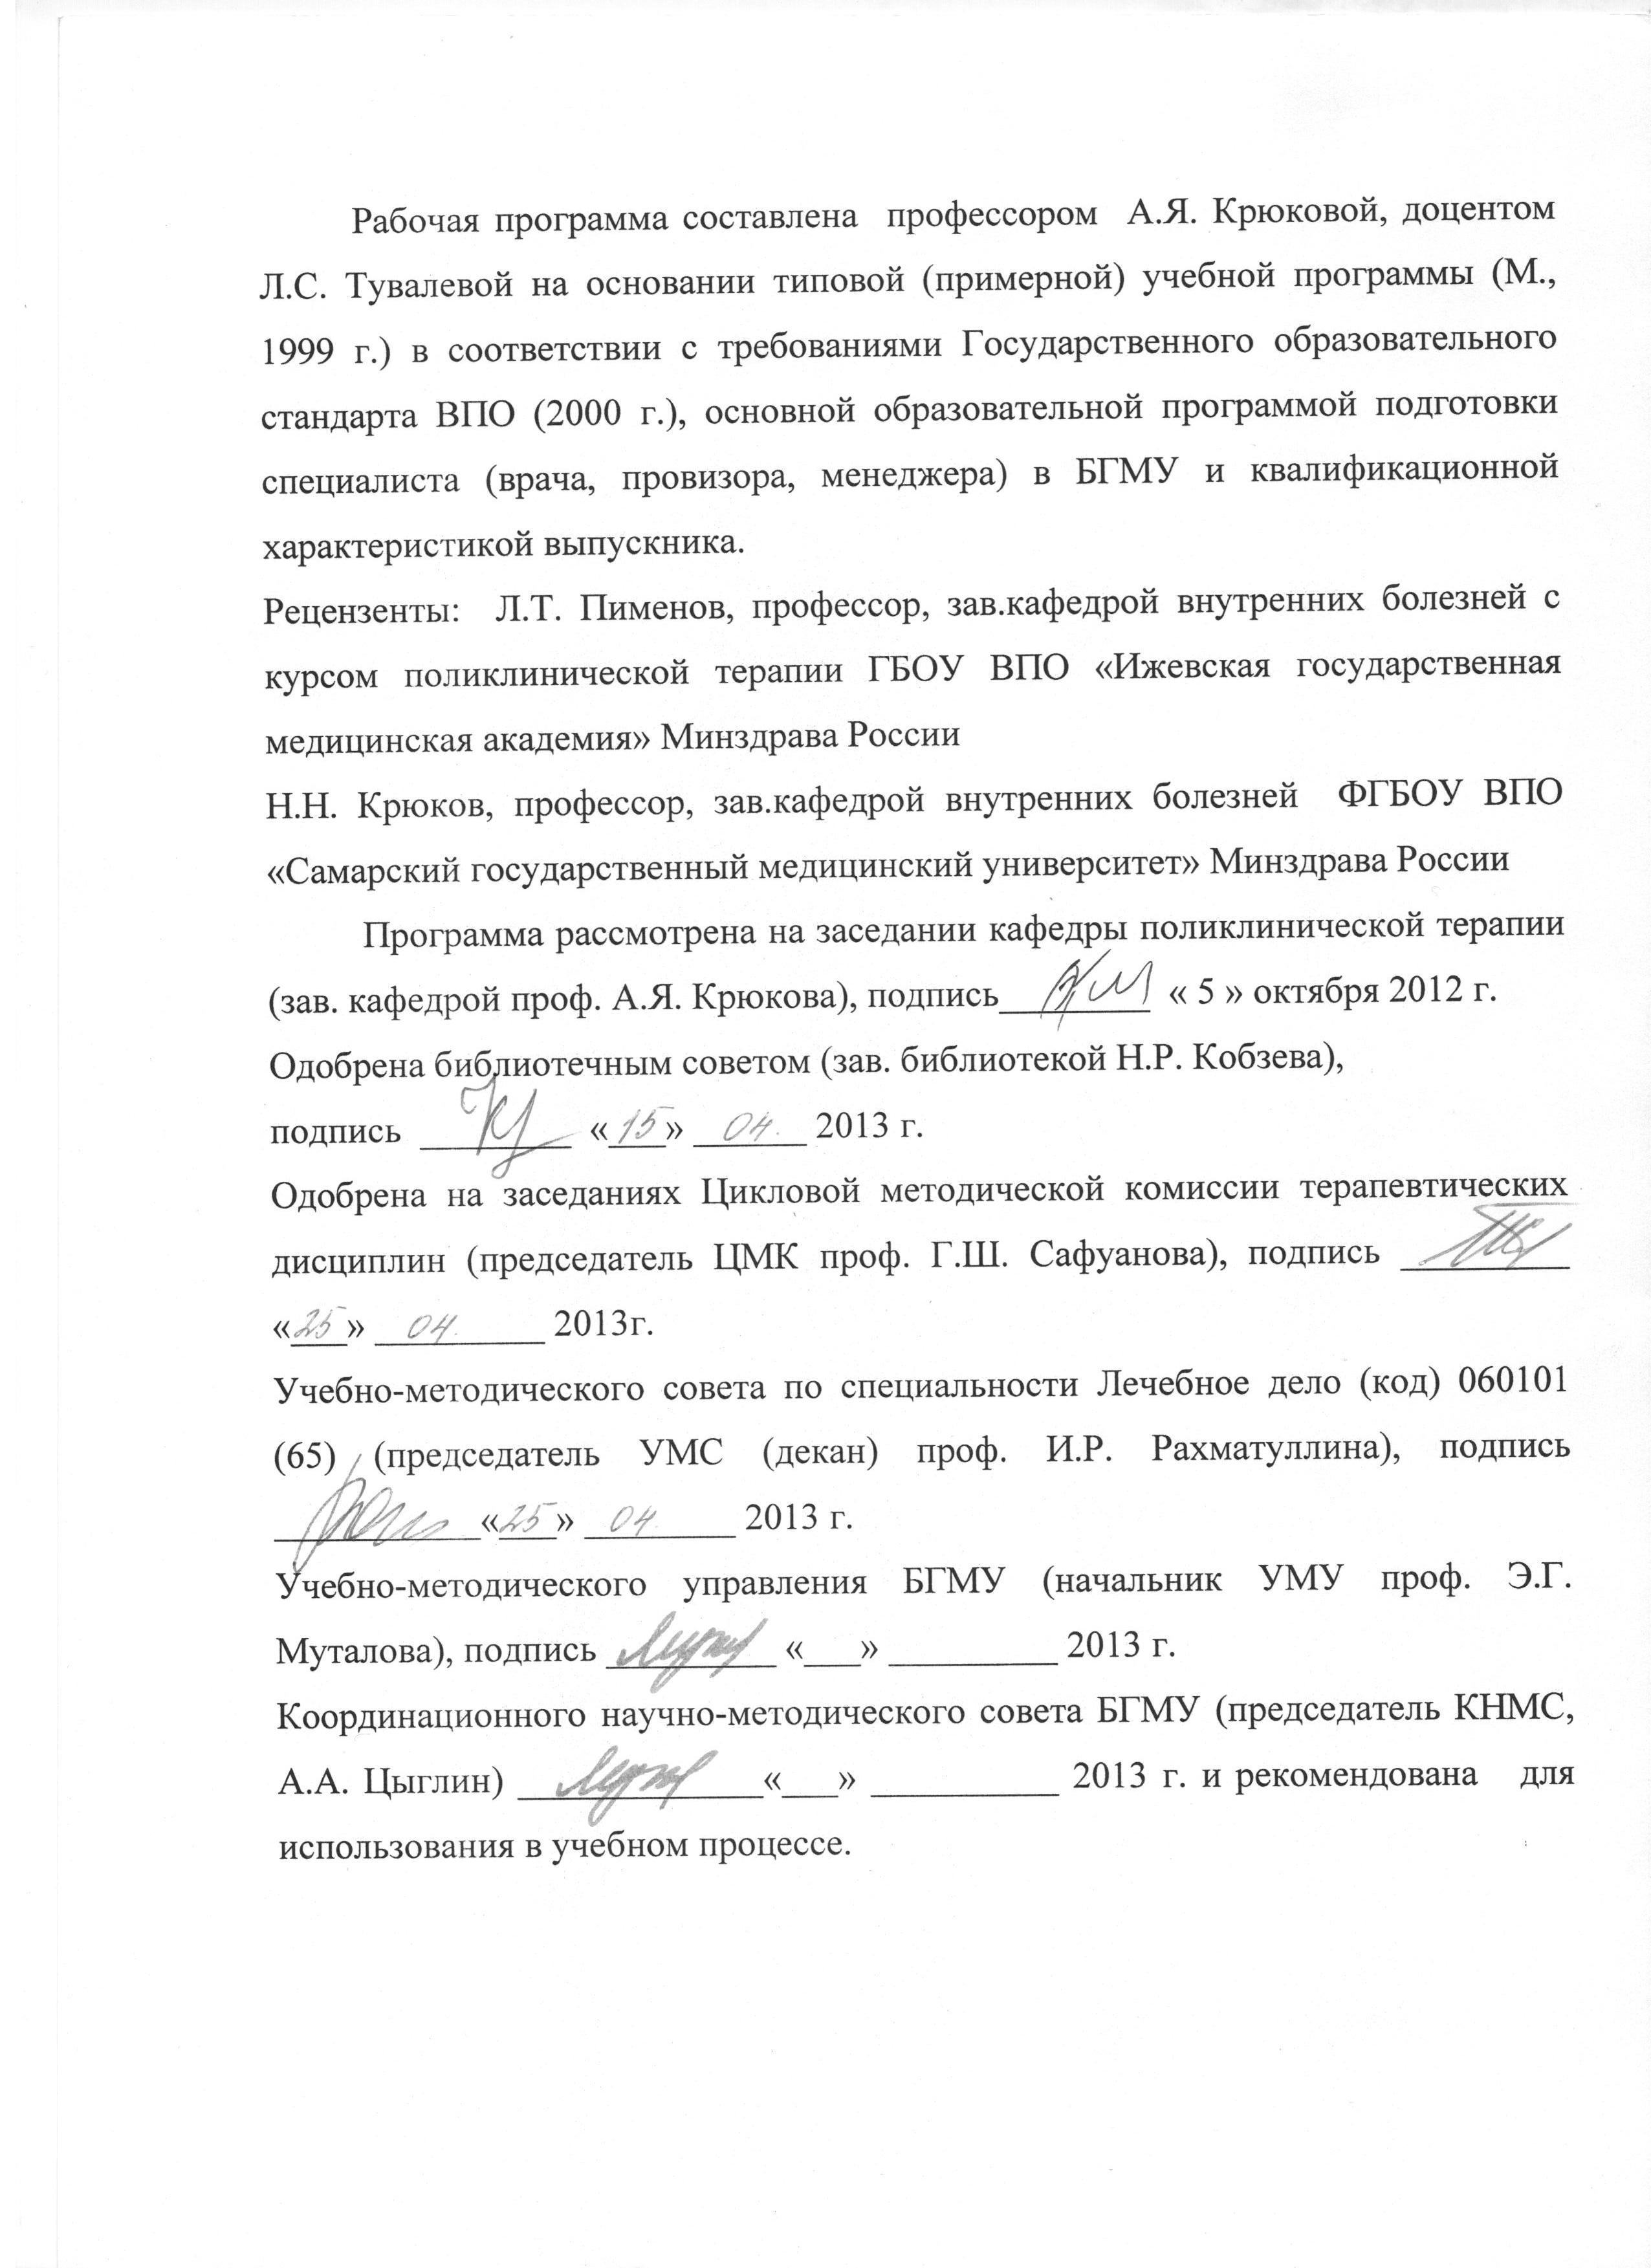 Рабочая программа составлена профессором А.Я. Крюковой, доцентом
Л.С. Тувалевой на основании типовой (примерной) учебной программы (М.,
1999 г.) в соответствии с требованиями Государственного образовательного
стандарта ВПО (2000 г.), основной образовательной программой подготовки
специалиста (врача, провизора, менеджера) в БГМУ и квалификационной
характеристикой выпускника.
Рецензенты: Л.Т. Пименов, профессор, зав.кафедрой внутренних болезней с
курсом поликлинической терапии ГБОУ ВПО «Ижевская государственная
медицинская академия» Минздрава России
Н.Н. Крюков, профессор, зав.кафедрой внутренних болезней ФГБОУ ВПО
«Самарский государственный медицинский университет» Минздрава России
Программа рассмотрена на заседании кафедры поликлинической терапии
(зав. кафедрой проф. А.Я. Крюкова), подпись________ « 5 » октября 2012 г.
Одобрена библиотечным советом (зав. библиотекой Н.Р. Кобзева),
подпись ________ «15» 04. 2013 г.
Одобрена на заседаниях Цикловой методической комиссии терапевтических
дисциплин (председатель ЦМК проф. Г.Ш. Сафуанова), подпись _________
«25» 04. 2013г.
Учебно-методического совета по специальности Лечебное дело (код) 060101
(65) (председатель УМС (декан) проф. И.Р. Рахматуллина), подпись
___________«25» 04. 2013 г.
Учебно-методического управления БГМУ (начальник УМУ проф. Э.Г.
Муталова), подпись _________ «___» _________ 2013 г.
Координационного научно-методического совета БГМУ (председатель КНМС,
А.А. Цыглин) _____________«___» __________ 2013 г. и рекомендована для
использования в учебном процессе.